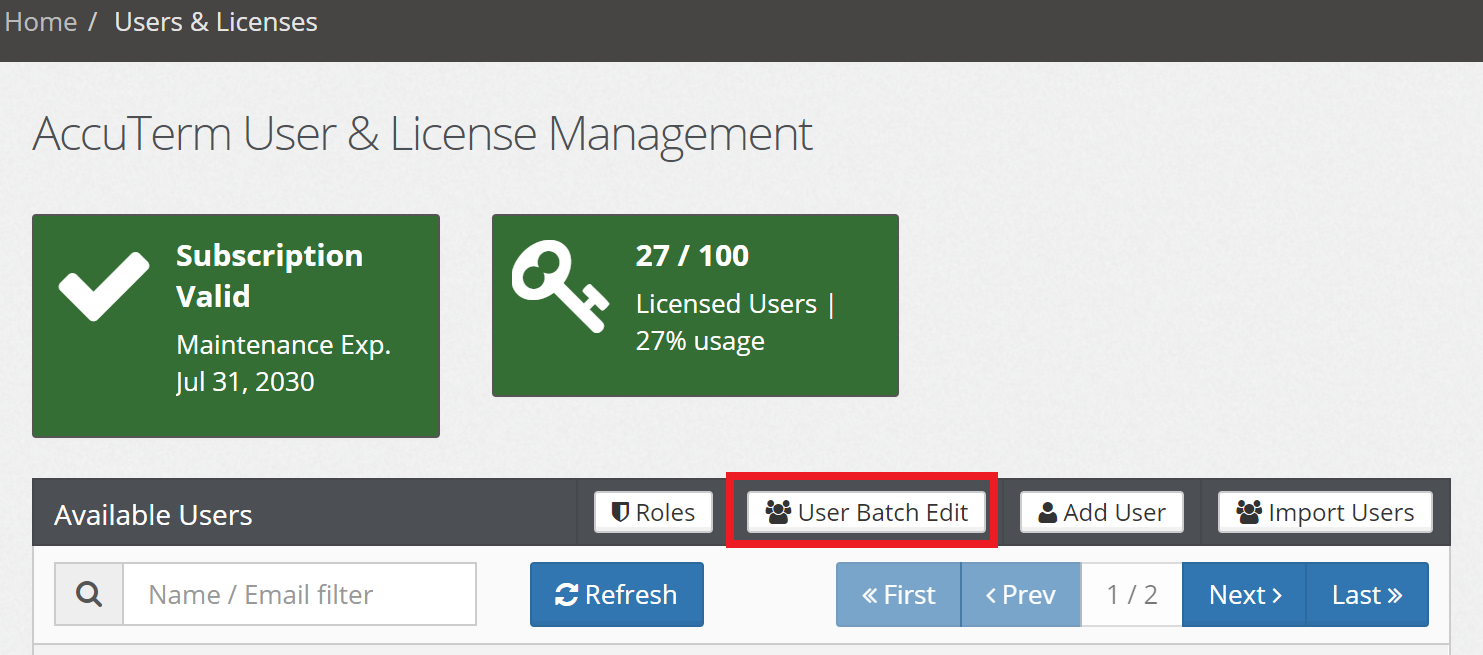 Home / Users & Licenses
AccuTerm User & License Management
Subscription
Valid
Maintenance Exp.
Jul 31, 2030
27 / 100
Licensed Users |
27% usage
Available Users
Roles
User Batch Edit
Add User
Import Users
Name / Email filter
Refresh
« First
‹ Prev
1 / 2
Next ›
Last »